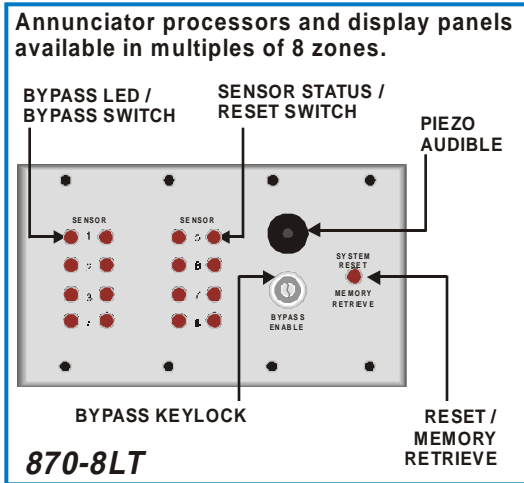 Annunciator processors and display panels
available in multiples of 8 zones.
BYPASS LED /
BYPASS SWITCH
SENSOR STATUS /
RESET SWITCH
PIEZO
AUDIBLE
SENSOR
SENSOR
1
8
3
SYSTEM
RESET
MEMORY
RETRIEVE
BYPASS
ENABLE
BYPASS KEYLOCK
RESET /
MEMORY
RETRIEVE
870-8LT